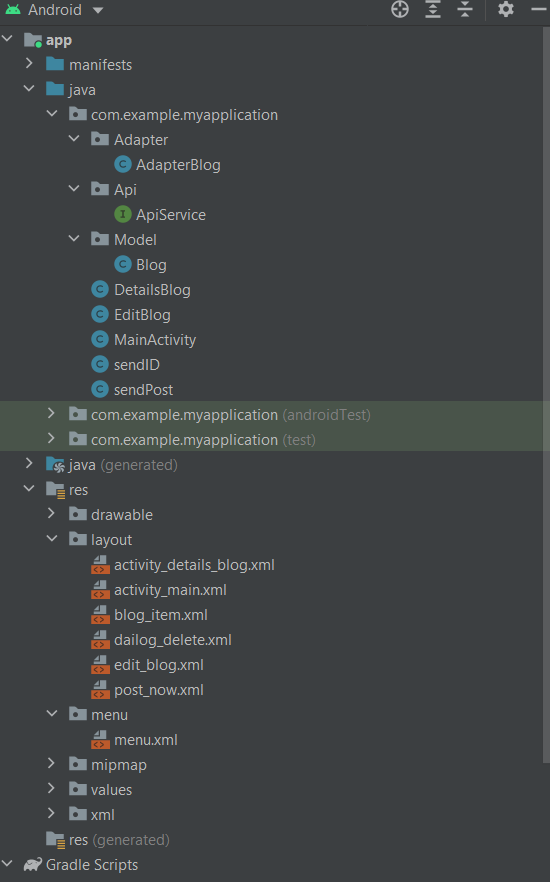 Android
app
manifests
java
com.example.myapplication
Adapter
AdapterBlog
Api
ApiService
Model
Blog
DetailsBlog
EditBlog
MainActivity
sendID
sendPost
com.example.myapplication (androidTest)
com.example.myapplication (test)
java (generated)
res
drawable
layout
activity_details_blog.xml
activity_main.xml
blog_item.xml
dailog_delete.xml
edit_blog.xml
post_now.xml
menu
menu.xml
mipmap
values
xml
res (generated)
Gradle Scripts